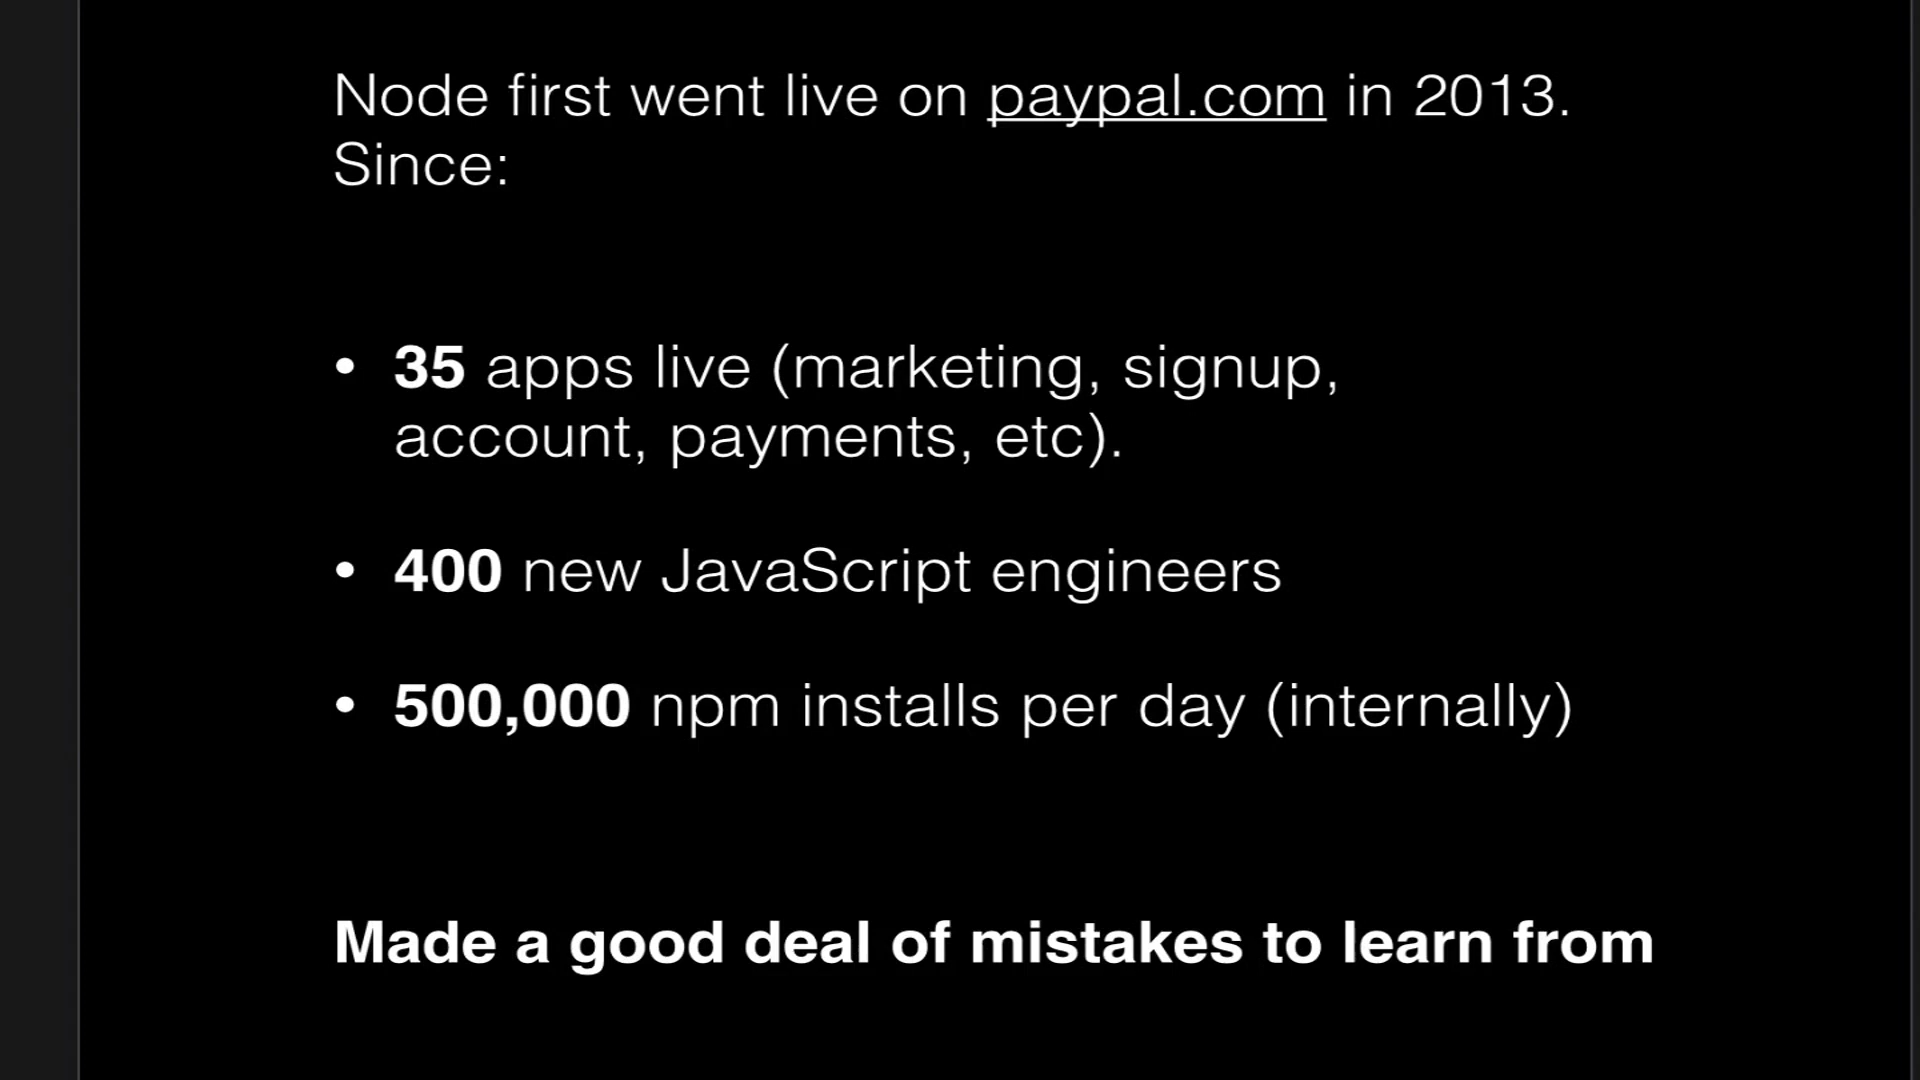 Node first went live on paypal.com in 2013.
Since:
• 35 apps live (marketing, signup,
account, payments, etc).
• 400 new JavaScript engineers
• 500,000 npm installs per day (internally)
Made a good deal of mistakes to learn from